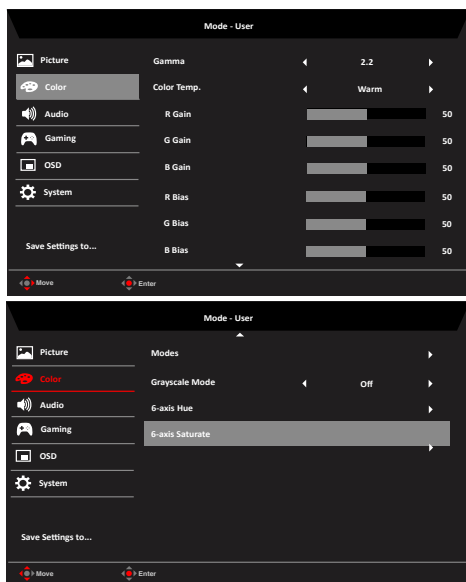 Mode - User
Picture
Gamma 2.2
Color
Color Temp. Warm
Audio
R Gain 50
Gaming
G Gain 50
OSD
B Gain 50
System
R Bias 50
G Bias 50
Save Settings to...
B Bias 50
Move Enter
Mode - User
Picture
Modes
Color
Grayscale Mode Off
Audio
6-axis Hue
Gaming
6-axis Saturate
OSD
System
Save Settings to...
Move Enter